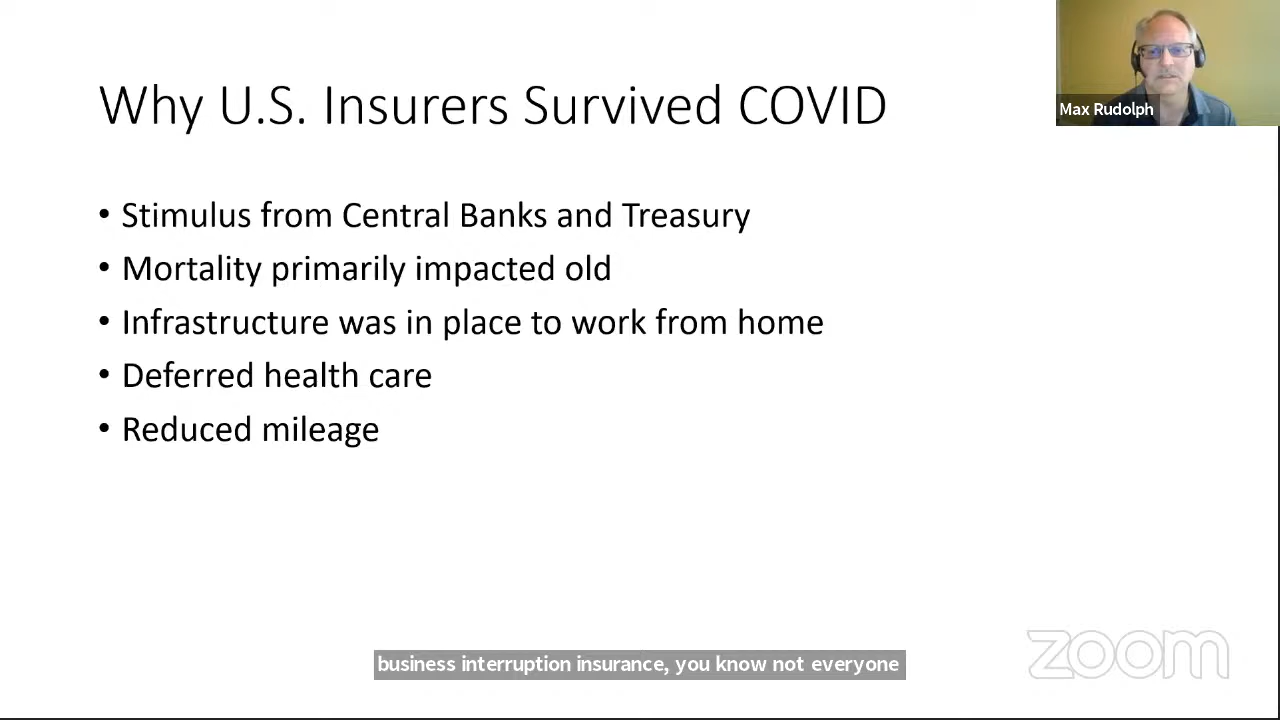 Why U.S. Insurers Survived COVID
Max Rudolph
• Stimulus from Central Banks and Treasury
• Mortality primarily impacted old
• Infrastructure was in place to work from home
• Deferred health care
• Reduced mileage
business interruption insurance, you know not everyone
zoom